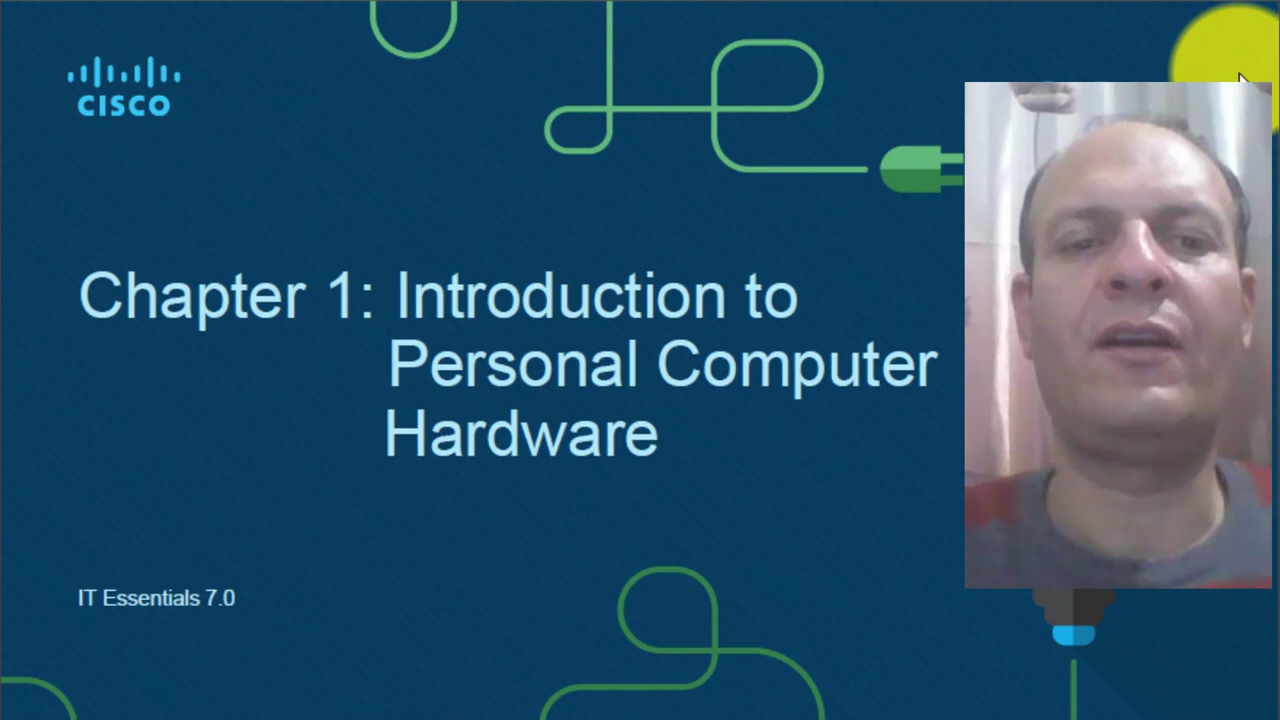 CISCO
Chapter 1: Introduction to
Personal Computer
Hardware
IT Essentials 7.0